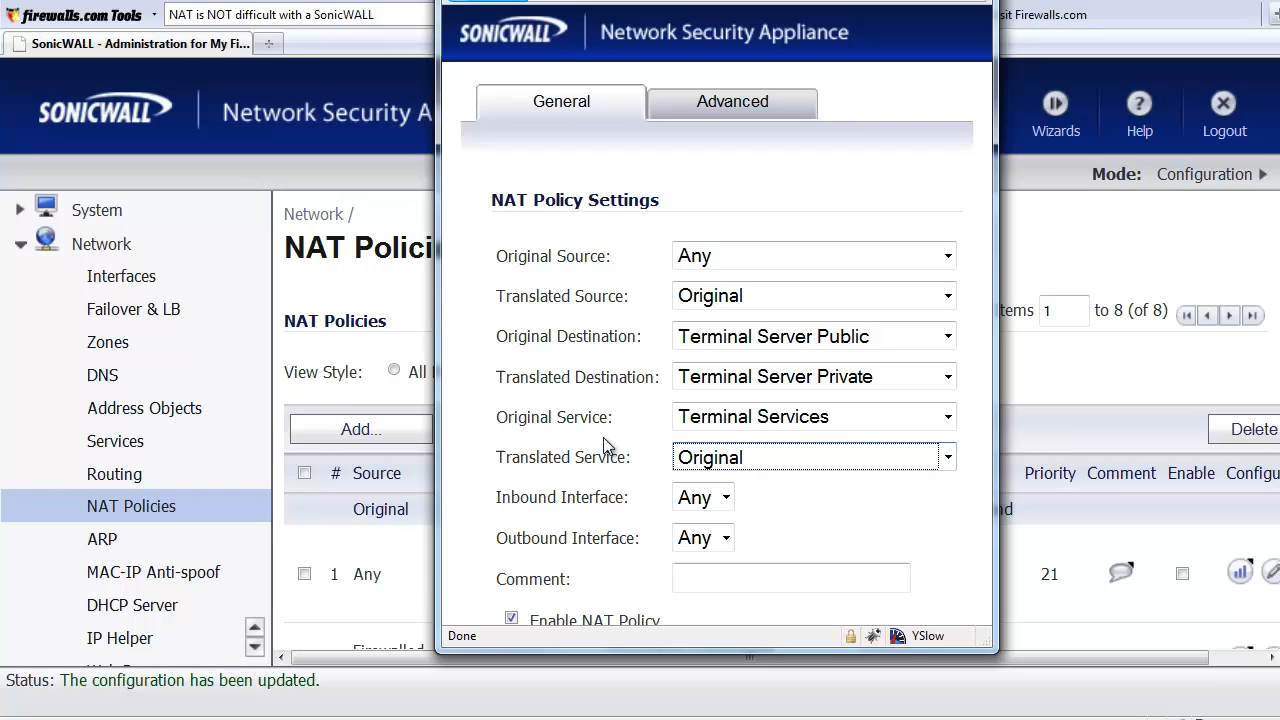 firewalls.com Tools
NAT is NOT difficult with a SonicWALL
sit Firewalls.com
SonicWALL - Administration for My Fi...
SONICWALL
Network Security A
Wizards
Help
Logout
Mode: Configuration
System
Network
Interfaces
Failover & LB
Zones
DNS
Address Objects
Services
Routing
NAT Policies
ARP
MAC-IP Anti-spoof
DHCP Server
IP Helper
Network /
NAT Polici
NAT Policies
tems 1 to 8 (of 8)
View Style: All
Add...
Delete
# Source
Priority Comment Enable Configu
Original
nd
1 Any
21
Firewalled
SONICWALL
Network Security Appliance
General
Advanced
NAT Policy Settings
Original Source: Any
Translated Source: Original
Original Destination: Terminal Server Public
Translated Destination: Terminal Server Private
Original Service: Terminal Services
Translated Service: Original
Inbound Interface: Any
Outbound Interface: Any
Comment:
Enable NAT Policy
Done
YSlow
Status: The configuration has been updated.